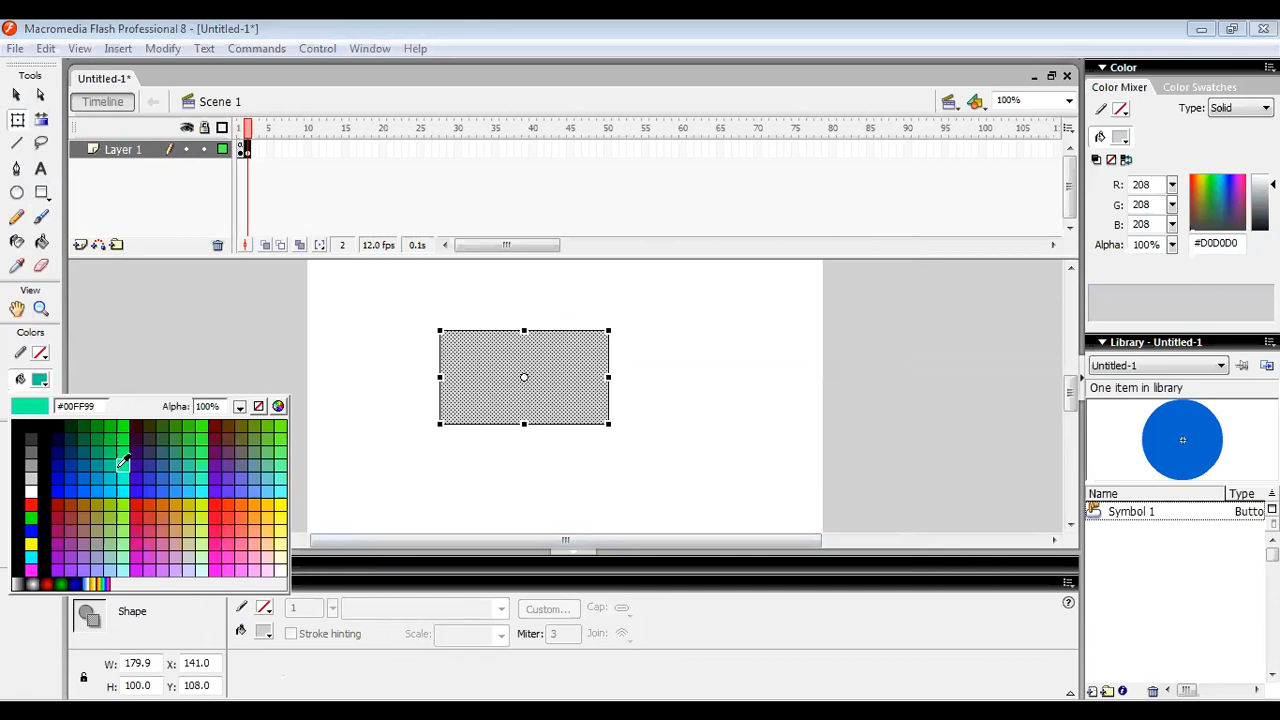 Macromedia Flash Professional 8 - [Untitled-1*]
File Edit View Insert Modify Text Commands Control Window Help
Tools
Untitled-1*
Timeline
Scene 1
100%
1 5 10 15 20 25 30 35 40 45 50 55 60 65 70 75 80 85 90 95 100 105
Layer 1
2 12.0 fps 0.1s
View
Colors
#00FF99 Alpha: 100%
Shape
W: 179.9 X: 141.0
H: 100.0 Y: 108.0
1 Custom... Cap:
Stroke hinting Scale: Miter: 3 Join:
Color
Color Mixer Color Swatches
Type: Solid
R: 208
G: 208
B: 208
Alpha: 100% #D0D0D0
Library - Untitled-1
Untitled-1
One item in library
Name Type
Symbol 1 Butto